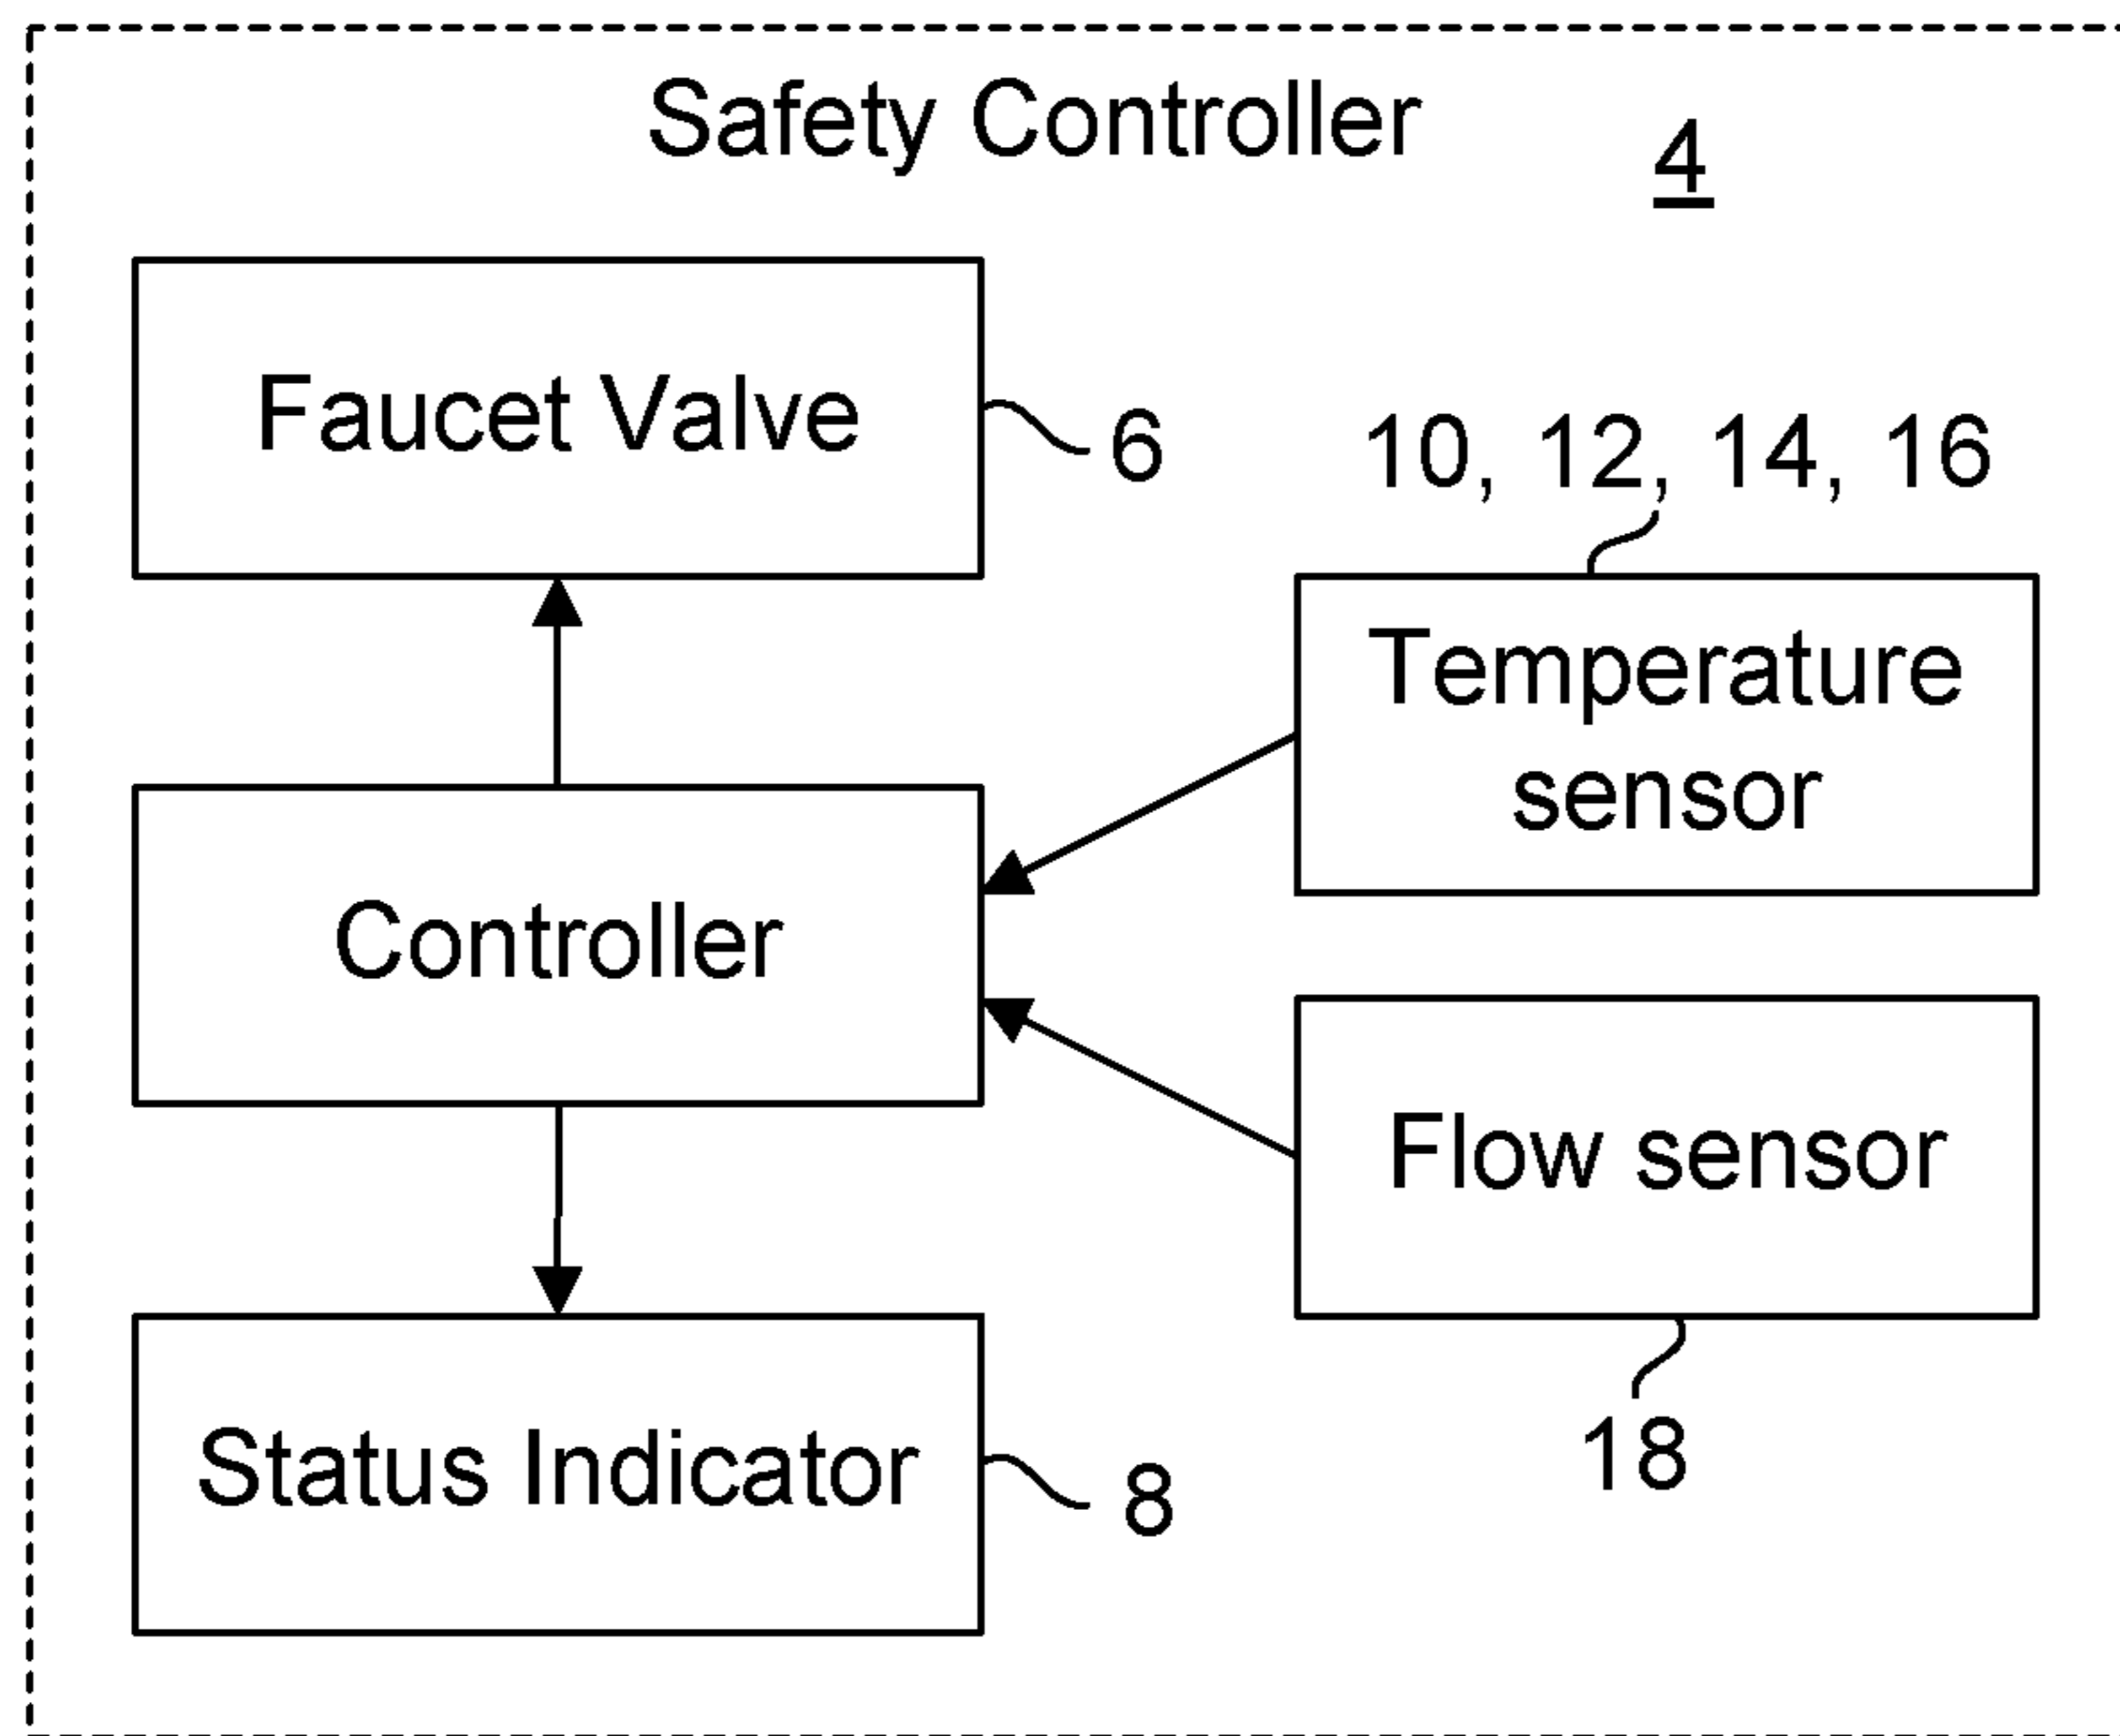 Safety Controller
4
Faucet Valve
6
10, 12, 14, 16
Temperature
sensor
Controller
Flow sensor
18
Status Indicator
8